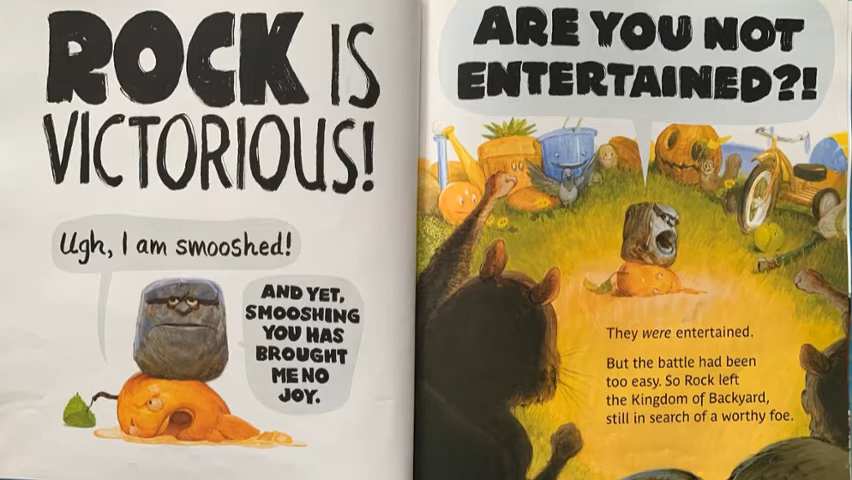 ROCK IS
VICTORIOUS!
Ugh, I am smooshed!
AND YET,
SMOOSHING
YOU HAS
BROUGHT
ME NO
JOY.
ARE YOU NOT
ENTERTAINED?!
They were entertained.
But the battle had been
too easy. So Rock left
the Kingdom of Backyard,
still in search of a worthy foe.